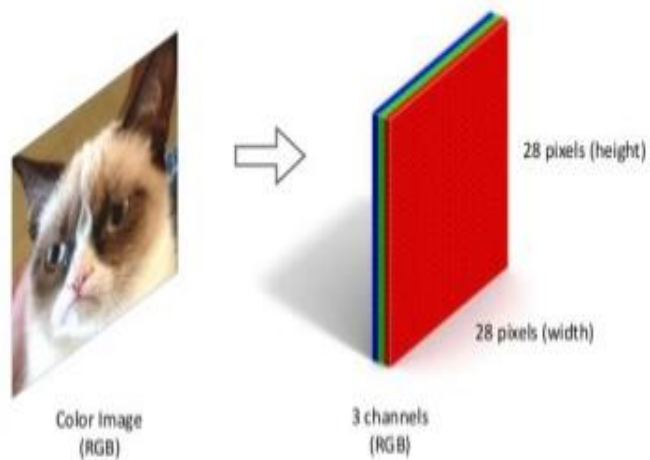 28 pixels (height)
28 pixels (width)
Color Image
(RGB)
3 channels
(RGB)